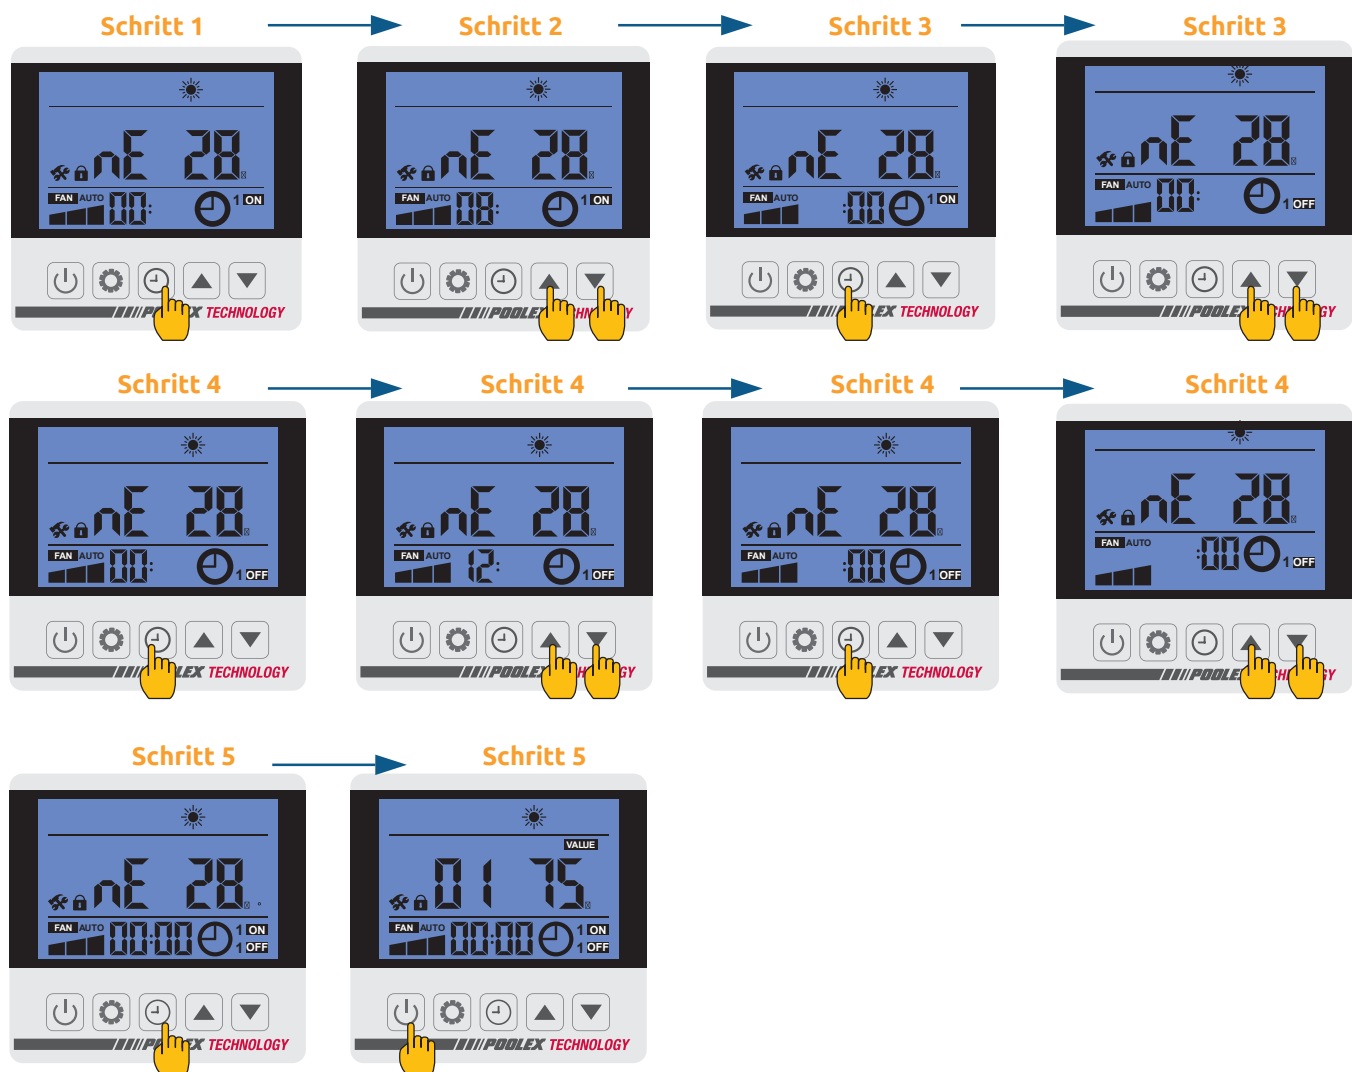 Schritt 1
Schritt 2
Schritt 3
Schritt 3
nE 28
FAN AUTO 00: 1 ON
POOLEX TECHNOLOGY
nE 28
FAN AUTO 08: 1 ON
nE 28
FAN AUTO :00 1 ON
TECHNOLOGY
nE 28
FAN AUTO 00: 1 OFF
Schritt 4
Schritt 4
Schritt 4
Schritt 4
nE 28
FAN AUTO 00: 1 OFF
TECHNOLOGY
nE 28
FAN AUTO 12: 1 OFF
nE 28
FAN AUTO :00 1 OFF
TECHNOLOGY
nE 28
FAN AUTO :00 1 OFF
Schritt 5
Schritt 5
nE 28
FAN AUTO 00:00 1 ON
1 OFF
POOLEX TECHNOLOGY
VALUE
01 75
FAN AUTO 00:00 1 ON
1 OFF
POOLEX TECHNOLOGY